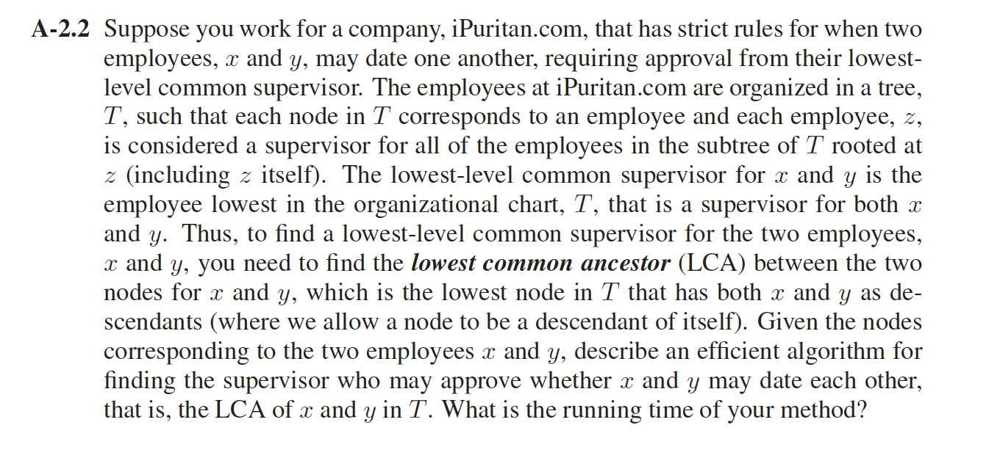 A-2.2 Suppose you work for a company, iPuritan.com, that has strict rules for when two
employees, x and y, may date one another, requiring approval from their lowest-
level common supervisor. The employees at iPuritan.com are organized in a tree,
T, such that each node in T corresponds to an employee and each employee, z,
is considered a supervisor for all of the employees in the subtree of T rooted at
z (including z itself). The lowest-level common supervisor for x and y is the
employee lowest in the organizational chart, T, that is a supervisor for both x
and y. Thus, to find a lowest-level common supervisor for the two employees,
x and y, you need to find the lowest common ancestor (LCA) between the two
nodes for x and y, which is the lowest node in T that has both x and y as de-
scendants (where we allow a node to be a descendant of itself). Given the nodes
corresponding to the two employees x and y, describe an efficient algorithm for
finding the supervisor who may approve whether x and y may date each other,
that is, the LCA of x and y in T. What is the running time of your method?